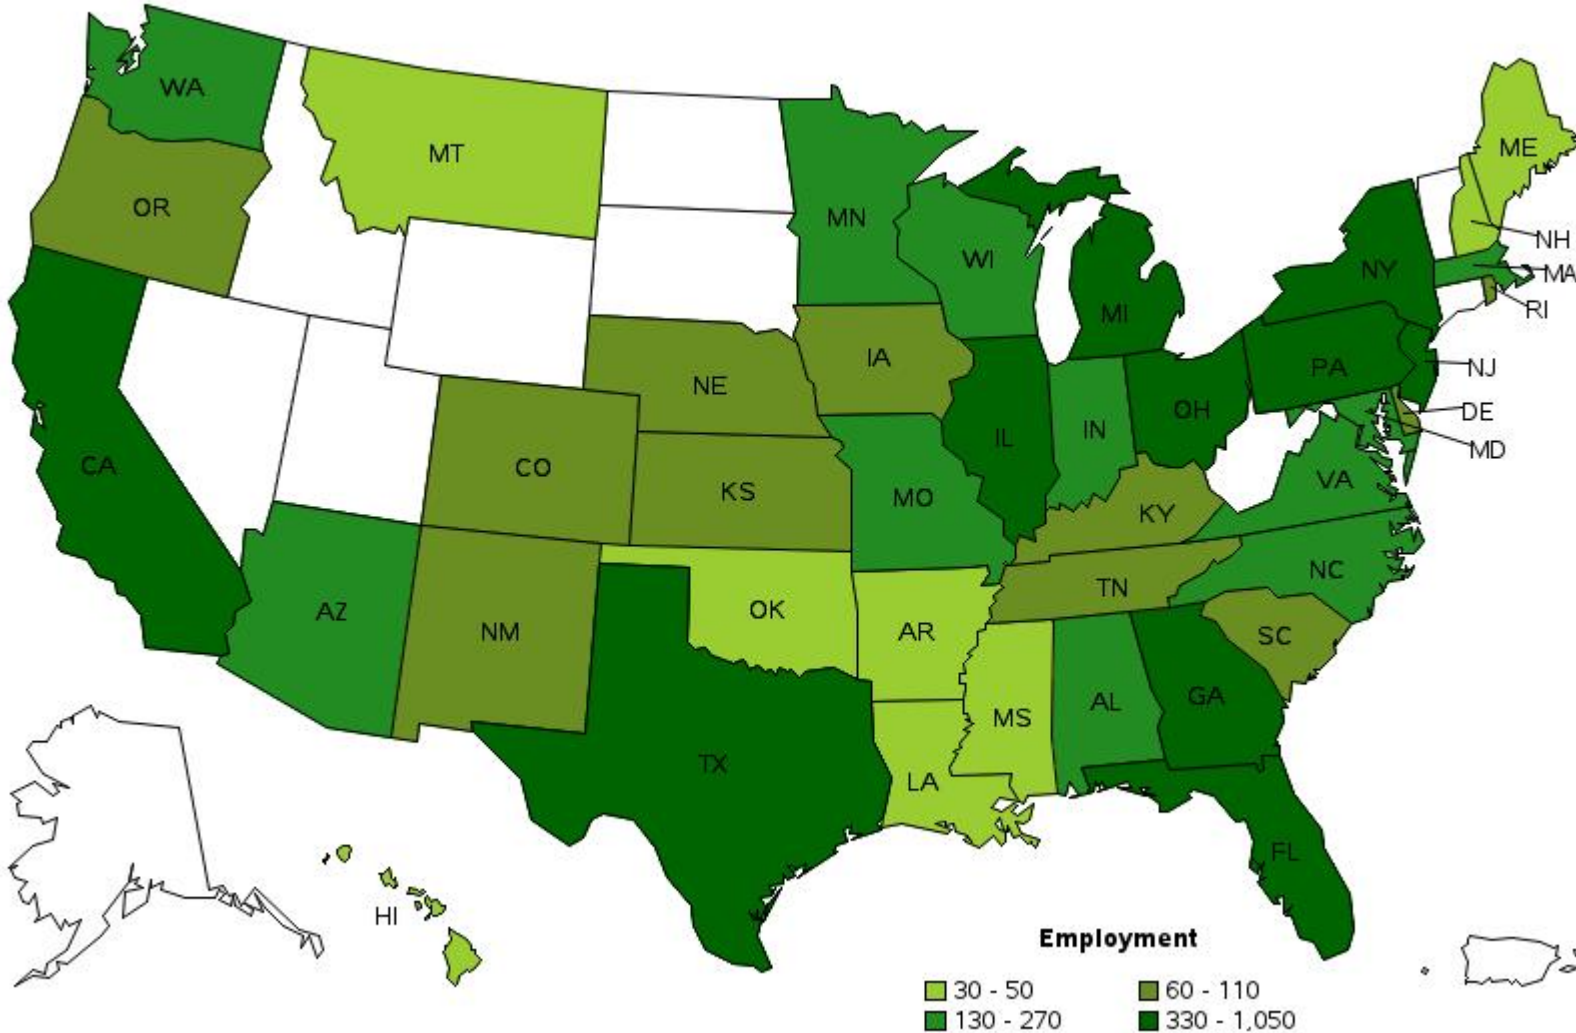 WA
MT
ME
OR
MN
NH
WI
NY
MA
MI
RI
IA
PA
NJ
NE
OH
DE
IL
IN
MD
CA
CO
KS
MO
VA
KY
NC
TN
AZ
OK
NM
AR
SC
MS
AL
GA
TX
LA
FL
HI
Employment
30 - 50 60 - 110
130 - 270 330 - 1,050